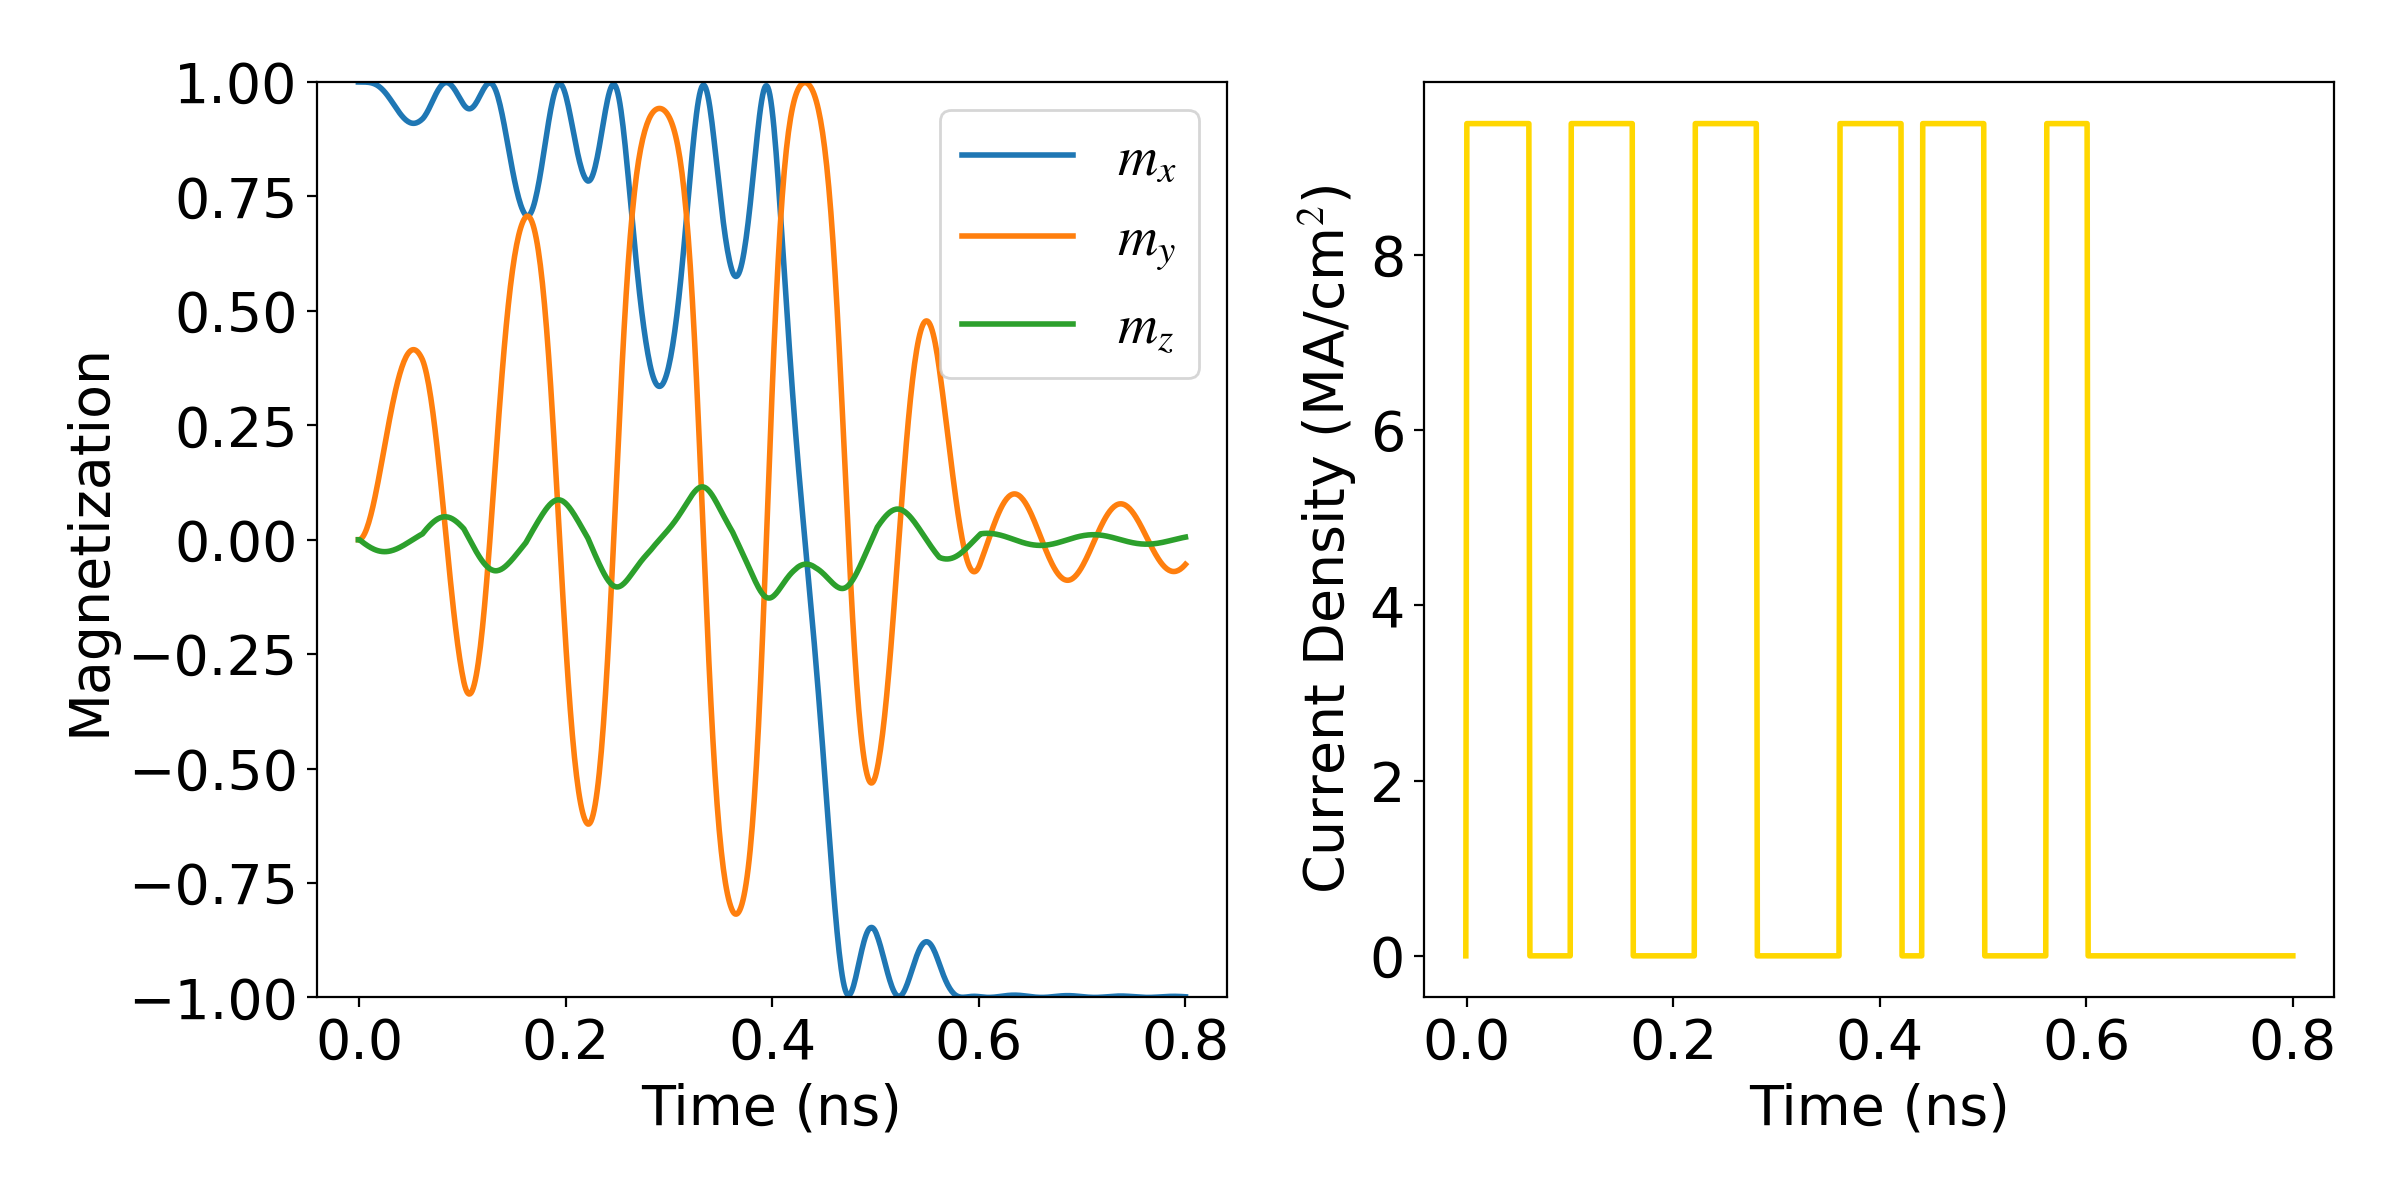 1.00
0.75
0.50
0.25
0.00
−0.25
−0.50
−0.75
−1.00
Magnetization
0.0 0.2 0.4 0.6 0.8
Time (ns)
m_x
m_y
m_z
8
6
4
2
0
Current Density (MA/cm²)
0.0 0.2 0.4 0.6 0.8
Time (ns)